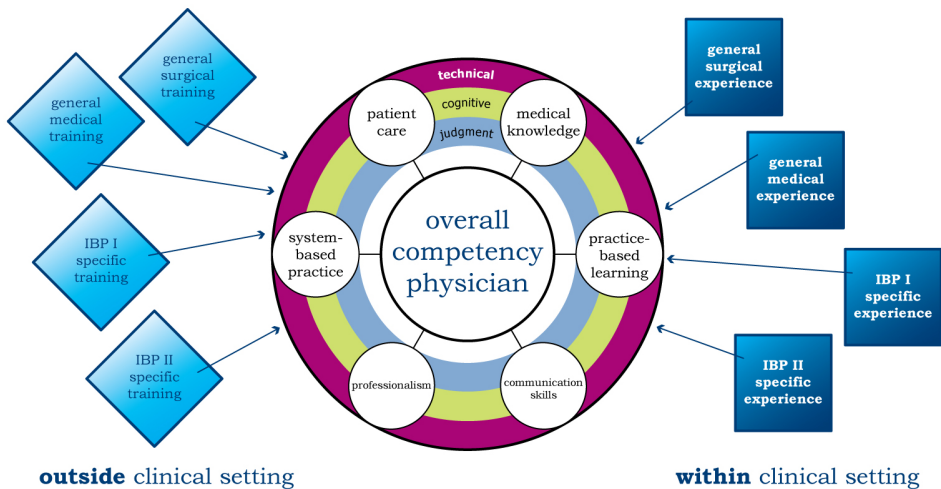 general
surgical
training
general
medical
training
IBP I
specific
training
IBP II
specific
training
outside clinical setting
technical
cognitive
judgment
patient
care
medical
knowledge
system-
based
practice
overall
competency
physician
practice-
based
learning
professionalism
communication
skills
general
surgical
experience
general
medical
experience
IBP I
specific
experience
IBP II
specific
experience
within clinical setting